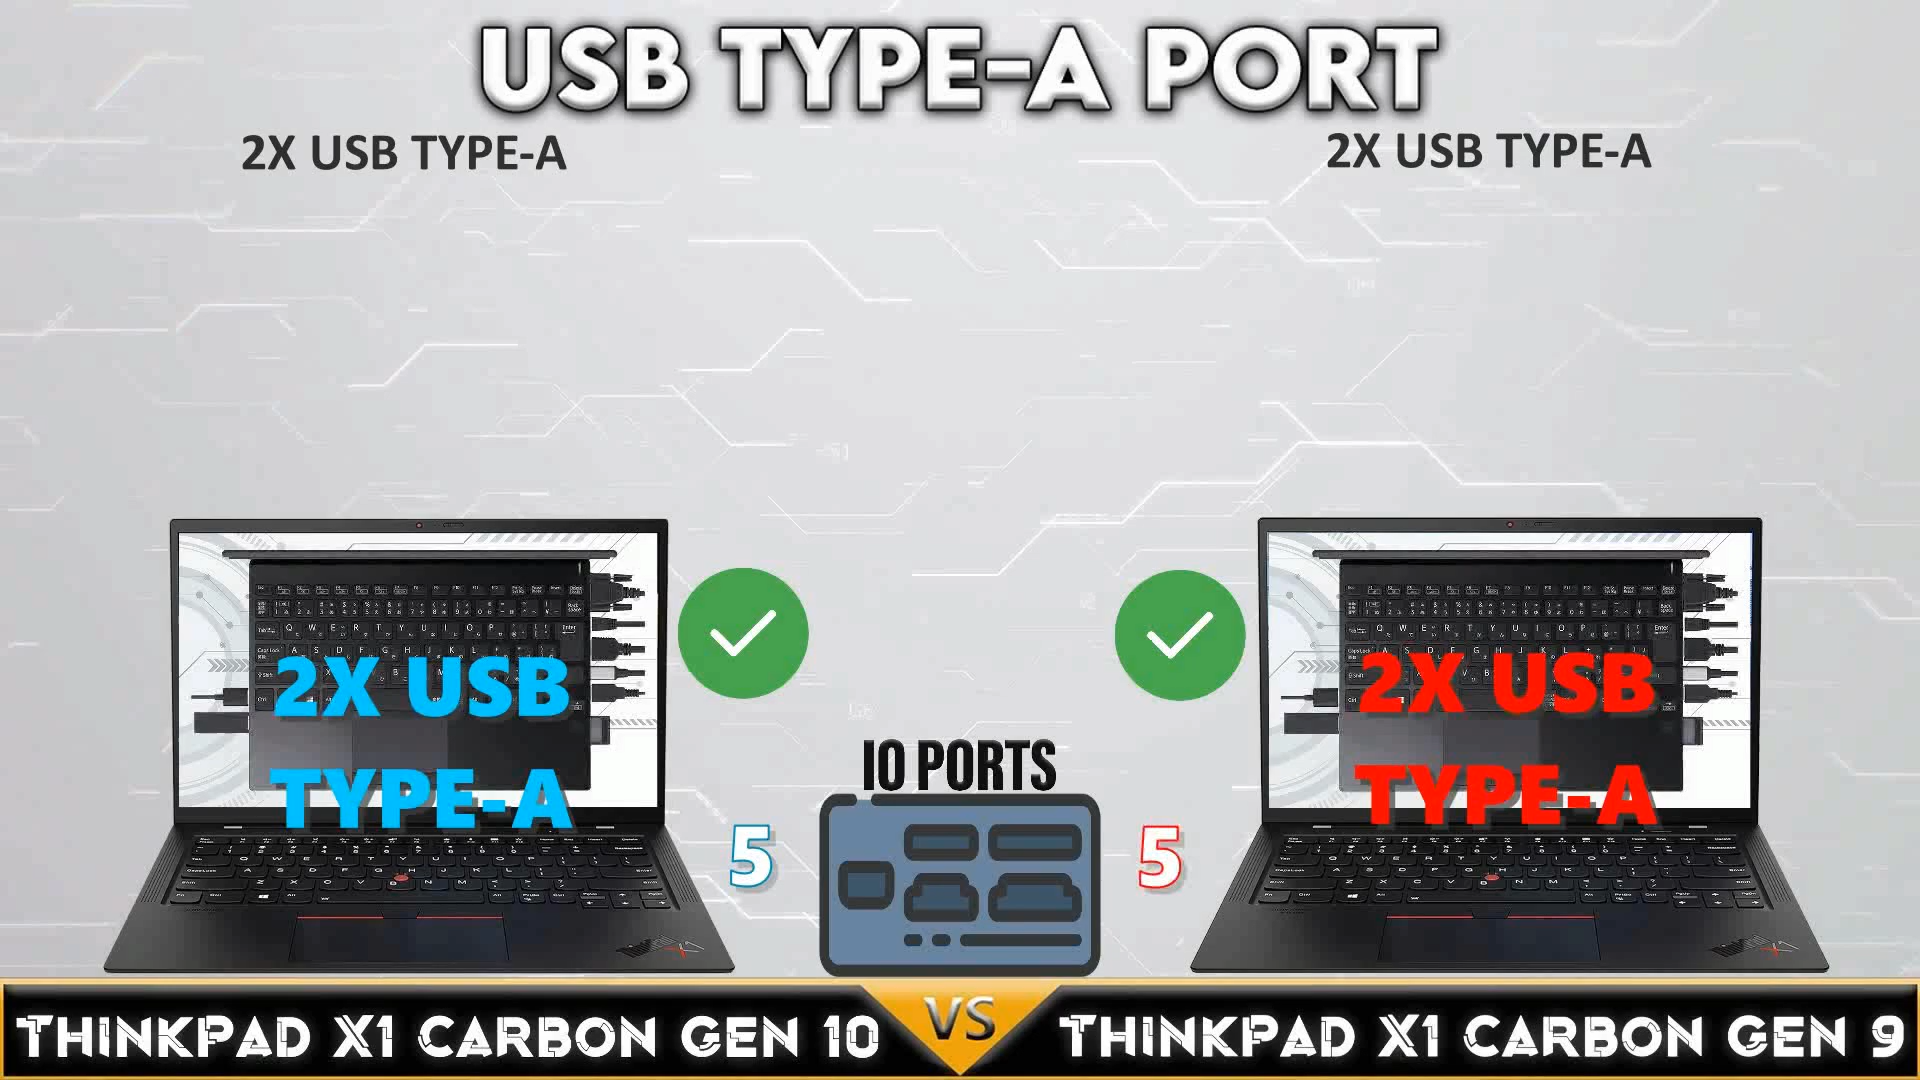 USB TYPE-A PORT
2X USB TYPE-A
2X USB TYPE-A
2X USB
TYPE-A
2X USB
TYPE-A
IO PORTS
5
5
THINKPAD X1 CARBON GEN 10
VS
THINKPAD X1 CARBON GEN 9